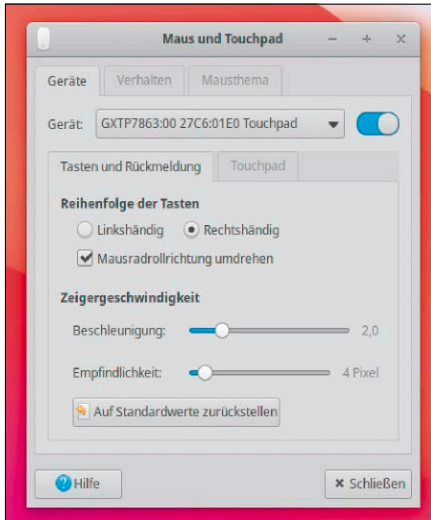 Maus und Touchpad
Geräte Verhalten Mausthema
Gerät: GXTP7863:00 27C6:01E0 Touchpad
Tasten und Rückmeldung Touchpad
Reihenfolge der Tasten
Linkshändig Rechtshändig
Mausradrollrichtung umdrehen
Zeigergeschwindigkeit
Beschleunigung: 2,0
Empfindlichkeit: 4 Pixel
Auf Standardwerte zurückstellen
Hilfe Schließen